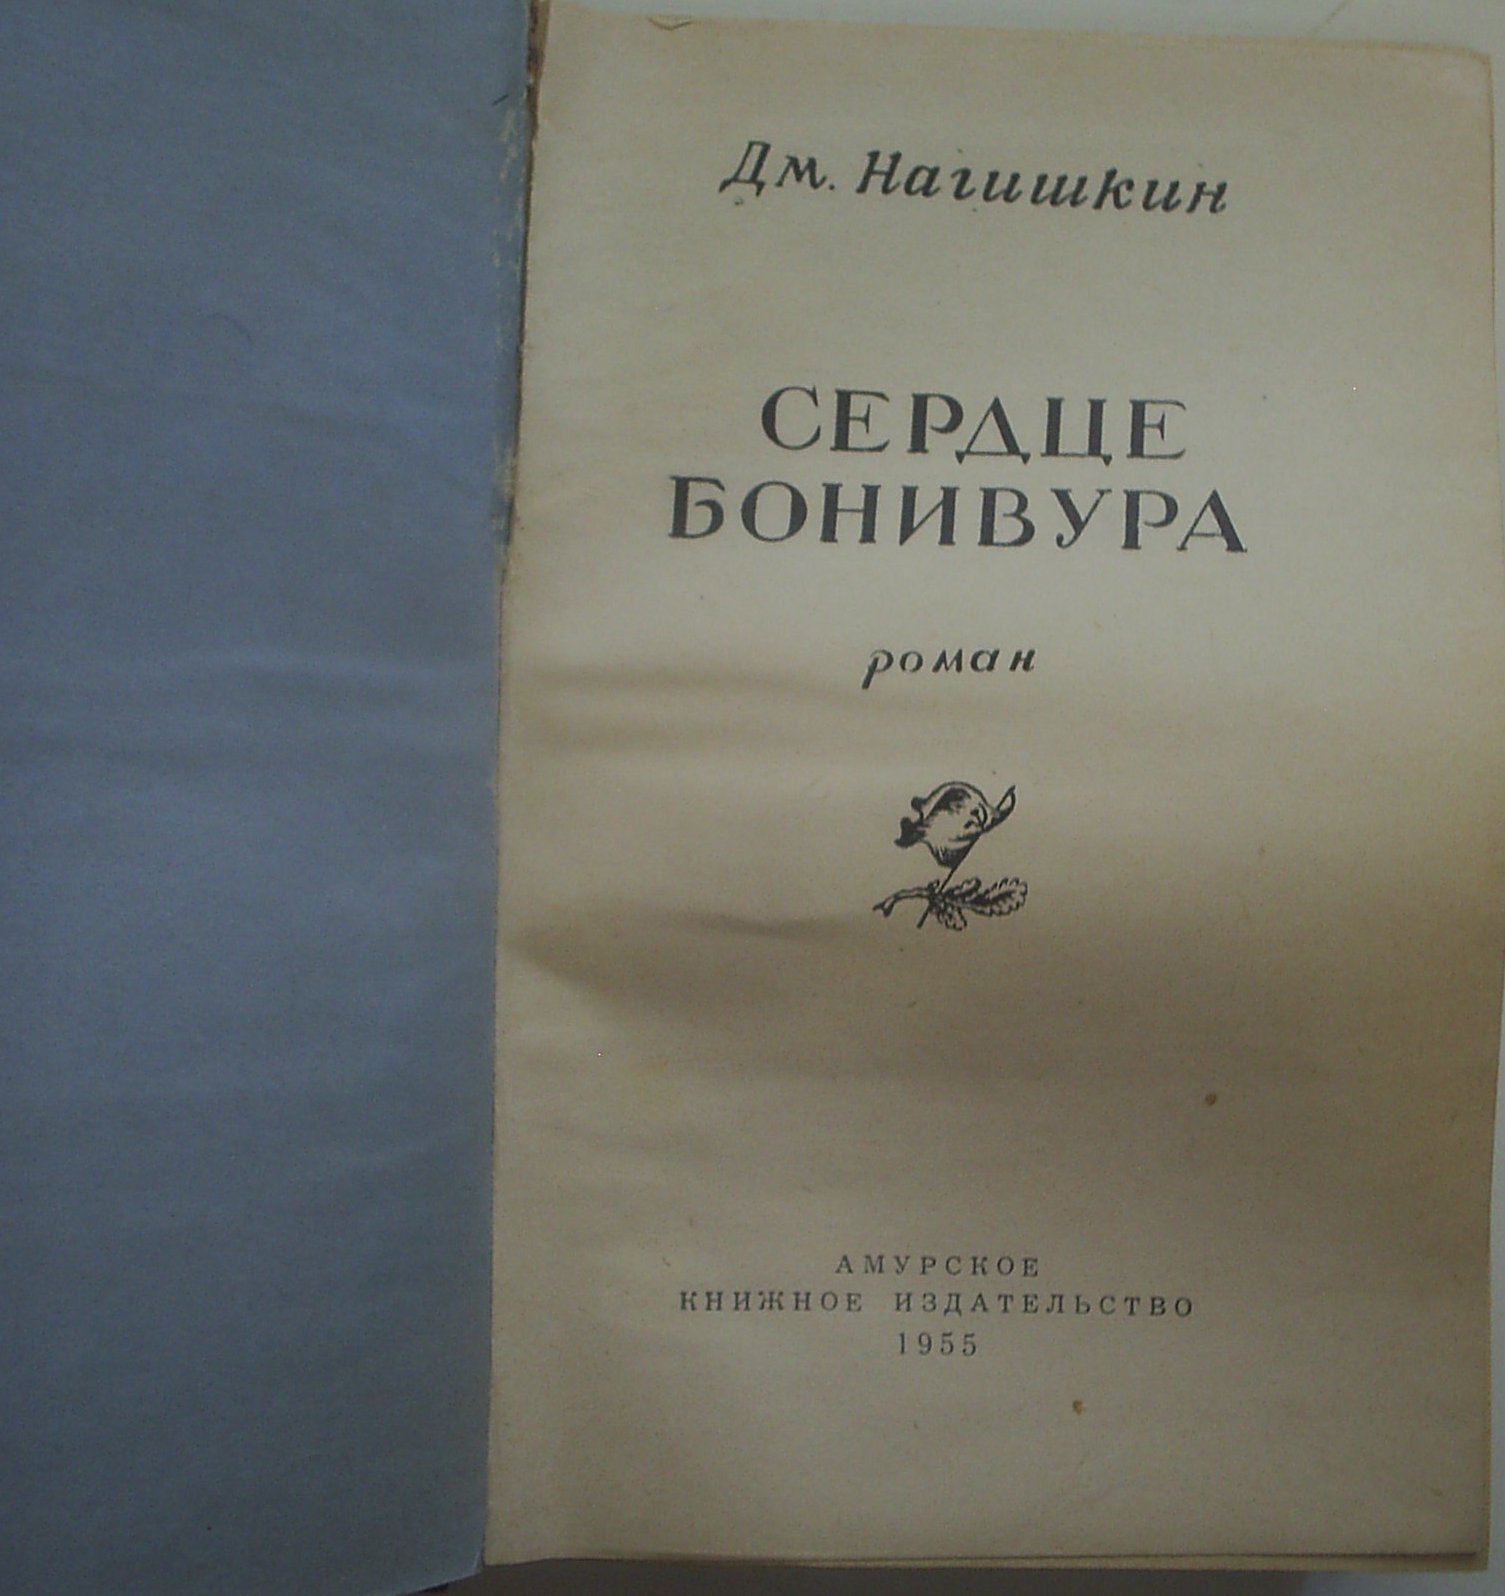 Дм. Нагишкин
СЕРДЦЕ
БОНИВУРА
роман
АМУРСКОЕ
КНИЖНОЕ ИЗДАТЕЛЬСТВО
1955